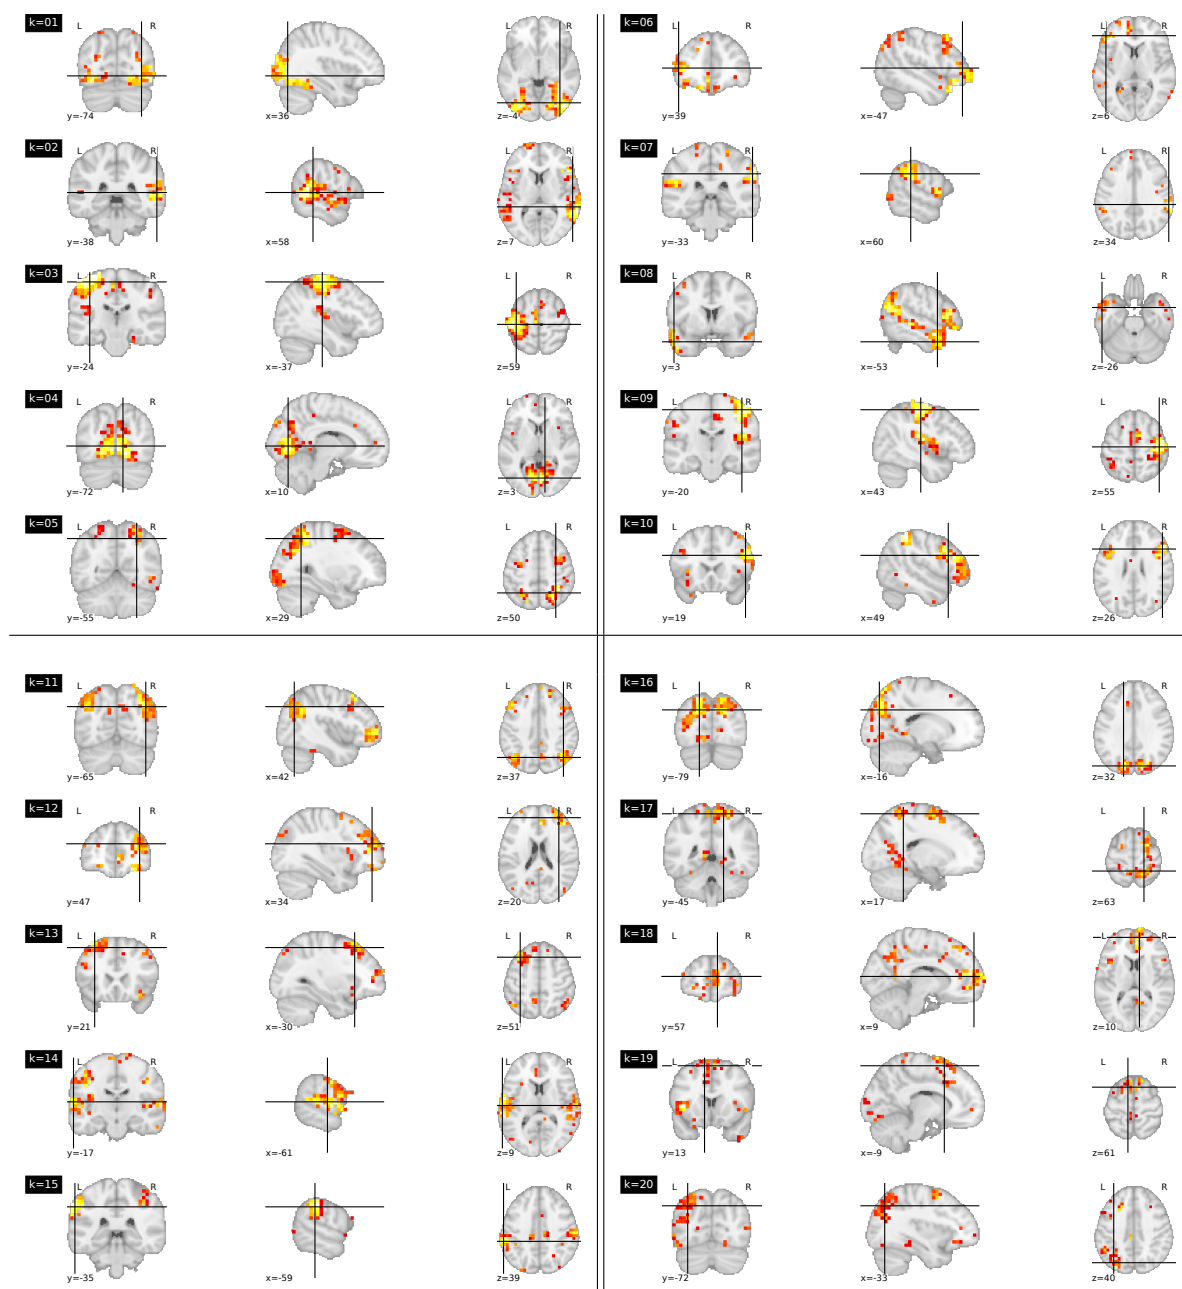 k=01 L R
y=-74 x=36 z=-4
k=02 L R L R
y=-38 x=58 z=7
k=03 L R L R
y=-24 x=-37 z=59
k=04 L R L R
y=-72 x=10 z=3
k=05 L R L R
y=-55 x=29 z=50
k=06 L R L R
y=39 x=-47 z=6
k=07 L R L R
y=-33 x=60 z=34
k=08 L R L R
y=3 x=-53 z=-26
k=09 L R L R
y=-20 x=43 z=55
k=10 L R L R
y=19 x=49 z=26
k=11 L R L R
y=-65 x=42 z=37
k=12 L R L R
y=47 x=34 z=20
k=13 L R L R
y=21 x=-30 z=51
k=14 L R L R
y=-17 x=-61 z=9
k=15 L R L R
y=-35 x=-59 z=39
k=16 L R L R
y=-79 x=-16 z=32
k=17 L R L R
y=-45 x=17 z=63
k=18 L R L R
y=57 x=9 z=10
k=19 L R L R
y=13 x=-9 z=61
k=20 L R L R
y=-72 x=-33 z=40